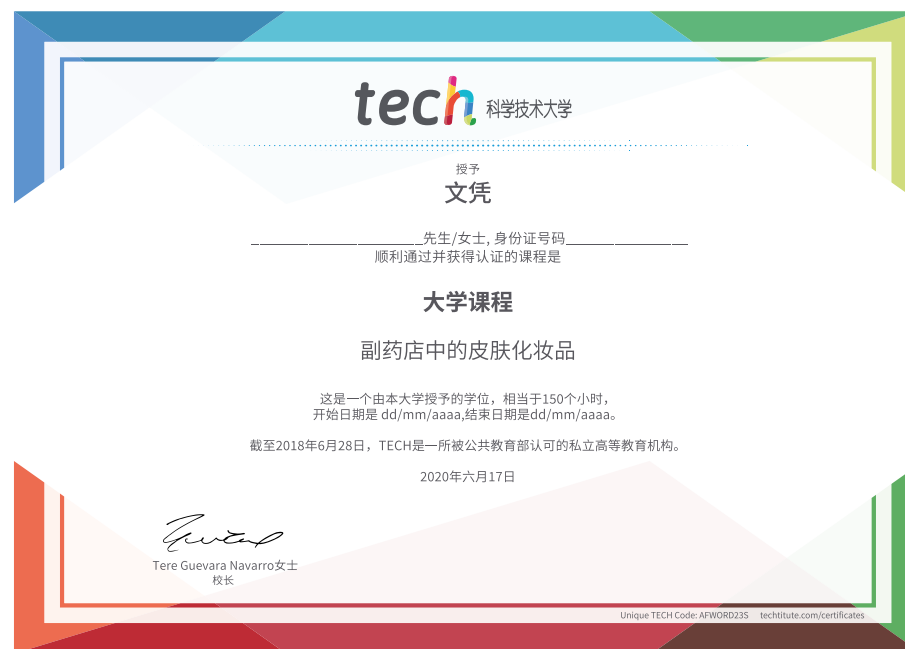 tech 科学技术大学
授予
文凭
____________________先生/女士, 身份证号码______________
顺利通过并获得认证的课程是
大学课程
副药店中的皮肤化妆品
这是一个由本大学授予的学位，相当于150个小时，
开始日期是 dd/mm/aaaa,结束日期是dd/mm/aaaa。
截至2018年6月28日，TECH是一所被公共教育部认可的私立高等教育机构。
2020年六月17日
Tere Guevara Navarro女士
校长
Unique TECH Code: AFWORD23S techtitute.com/certificates